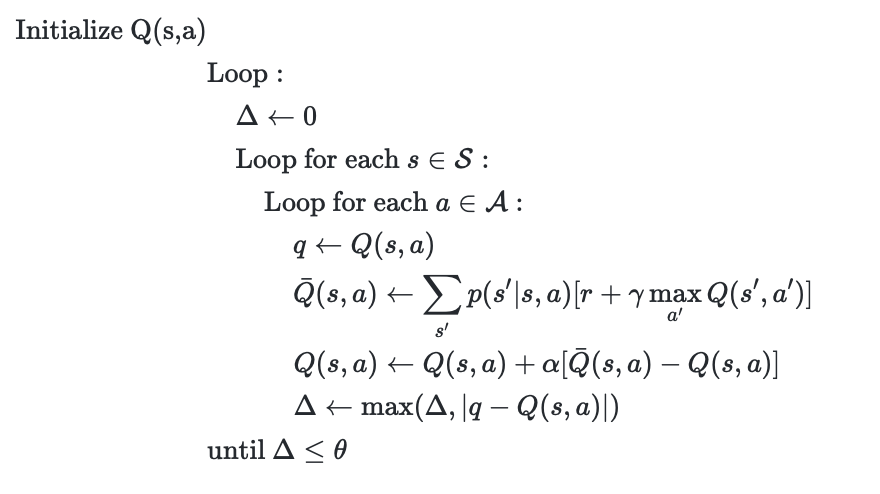 Initialize Q(s,a)
Loop :
Δ ← 0
Loop for each s ∈ 𝒮 :
Loop for each a ∈ 𝒜 :
q ← Q(s, a)
Q̄(s, a) ← ∑_{s′} p(s′|s, a)[r + γ max_{a′} Q(s′, a′)]
Q(s, a) ← Q(s, a) + α[Q̄(s, a) − Q(s, a)]
Δ ← max(Δ, |q − Q(s, a)|)
until Δ ≤ θ